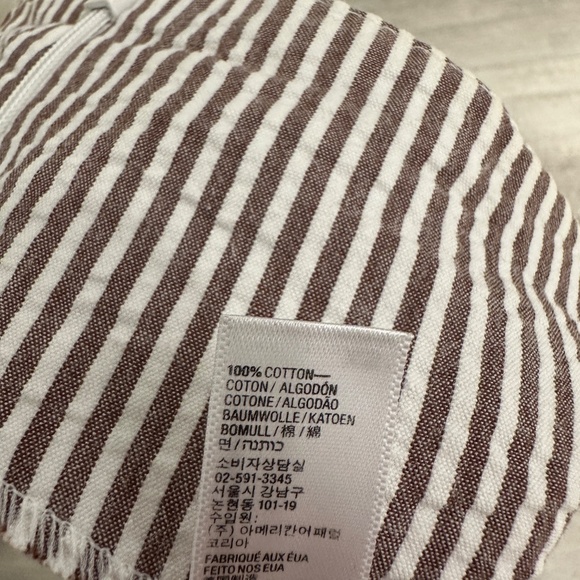 100% COTTON—
COTON / ALGODÓN
COTONE / ALGODÃO
BAUMWOLLE / KATOEN
BOMULL / 棉 / 綿
면 / כותנה
소비자상담실
02-591-3345
서울시 강남구
논현동 101-19
수입원:
(주) 아메리칸어패럴
코리아
FABRIQUÉ AUX ÉUA
FEITO NOS EUA